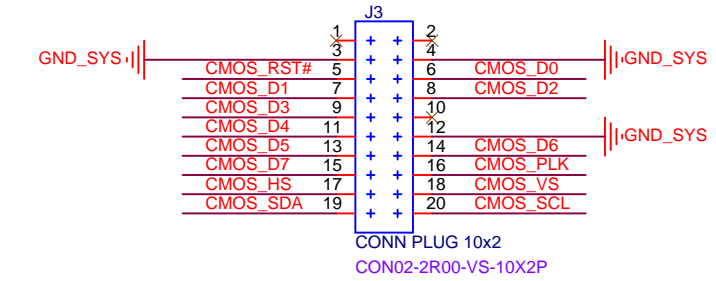 J3
1 2
GND_SYS 3 4 GND_SYS
CMOS_RST# 5 6 CMOS_D0
CMOS_D1 7 8 CMOS_D2
CMOS_D3 9 10
CMOS_D4 11 12 GND_SYS
CMOS_D5 13 14 CMOS_D6
CMOS_D7 15 16 CMOS_PLK
CMOS_HS 17 18 CMOS_VS
CMOS_SDA 19 20 CMOS_SCL
CONN PLUG 10x2
CON02-2R00-VS-10X2P